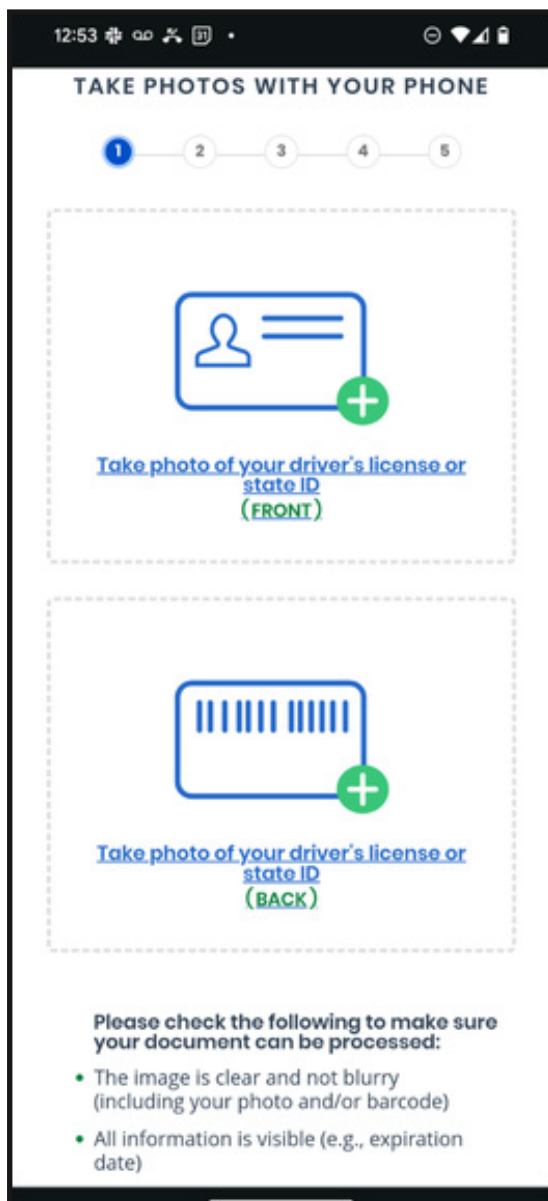 12:53
31
TAKE PHOTOS WITH YOUR PHONE
1 2 3 4 5
Take photo of your driver's license or
state ID
(FRONT)
Take photo of your driver's license or
state ID
(BACK)
Please check the following to make sure
your document can be processed:
• The image is clear and not blurry
(including your photo and/or barcode)
• All information is visible (e.g., expiration
date)